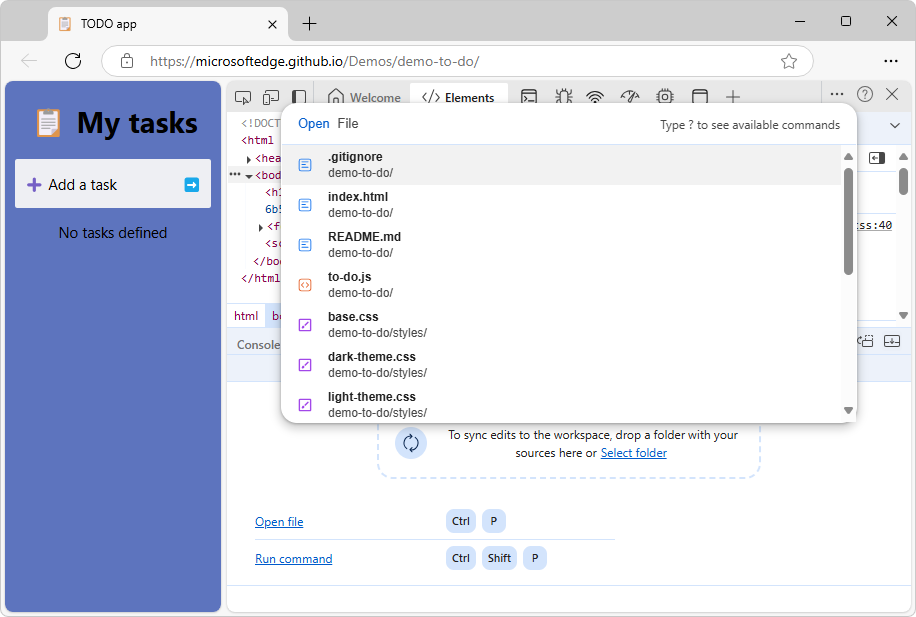 TODO app
https://microsoftedge.github.io/Demos/demo-to-do/
My tasks
Add a task
No tasks defined
Welcome
Elements
<!DOCT
<html
<hea
<bod
<h1
6b5
<f
<sc
</bod
</html
html
Console
Open File
Type ? to see available commands
.gitignore
demo-to-do/
index.html
demo-to-do/
README.md
demo-to-do/
to-do.js
demo-to-do/
base.css
demo-to-do/styles/
dark-theme.css
demo-to-do/styles/
light-theme.css
demo-to-do/styles/
css:40
To sync edits to the workspace, drop a folder with your
sources here or Select folder
Open file Ctrl P
Run command Ctrl Shift P